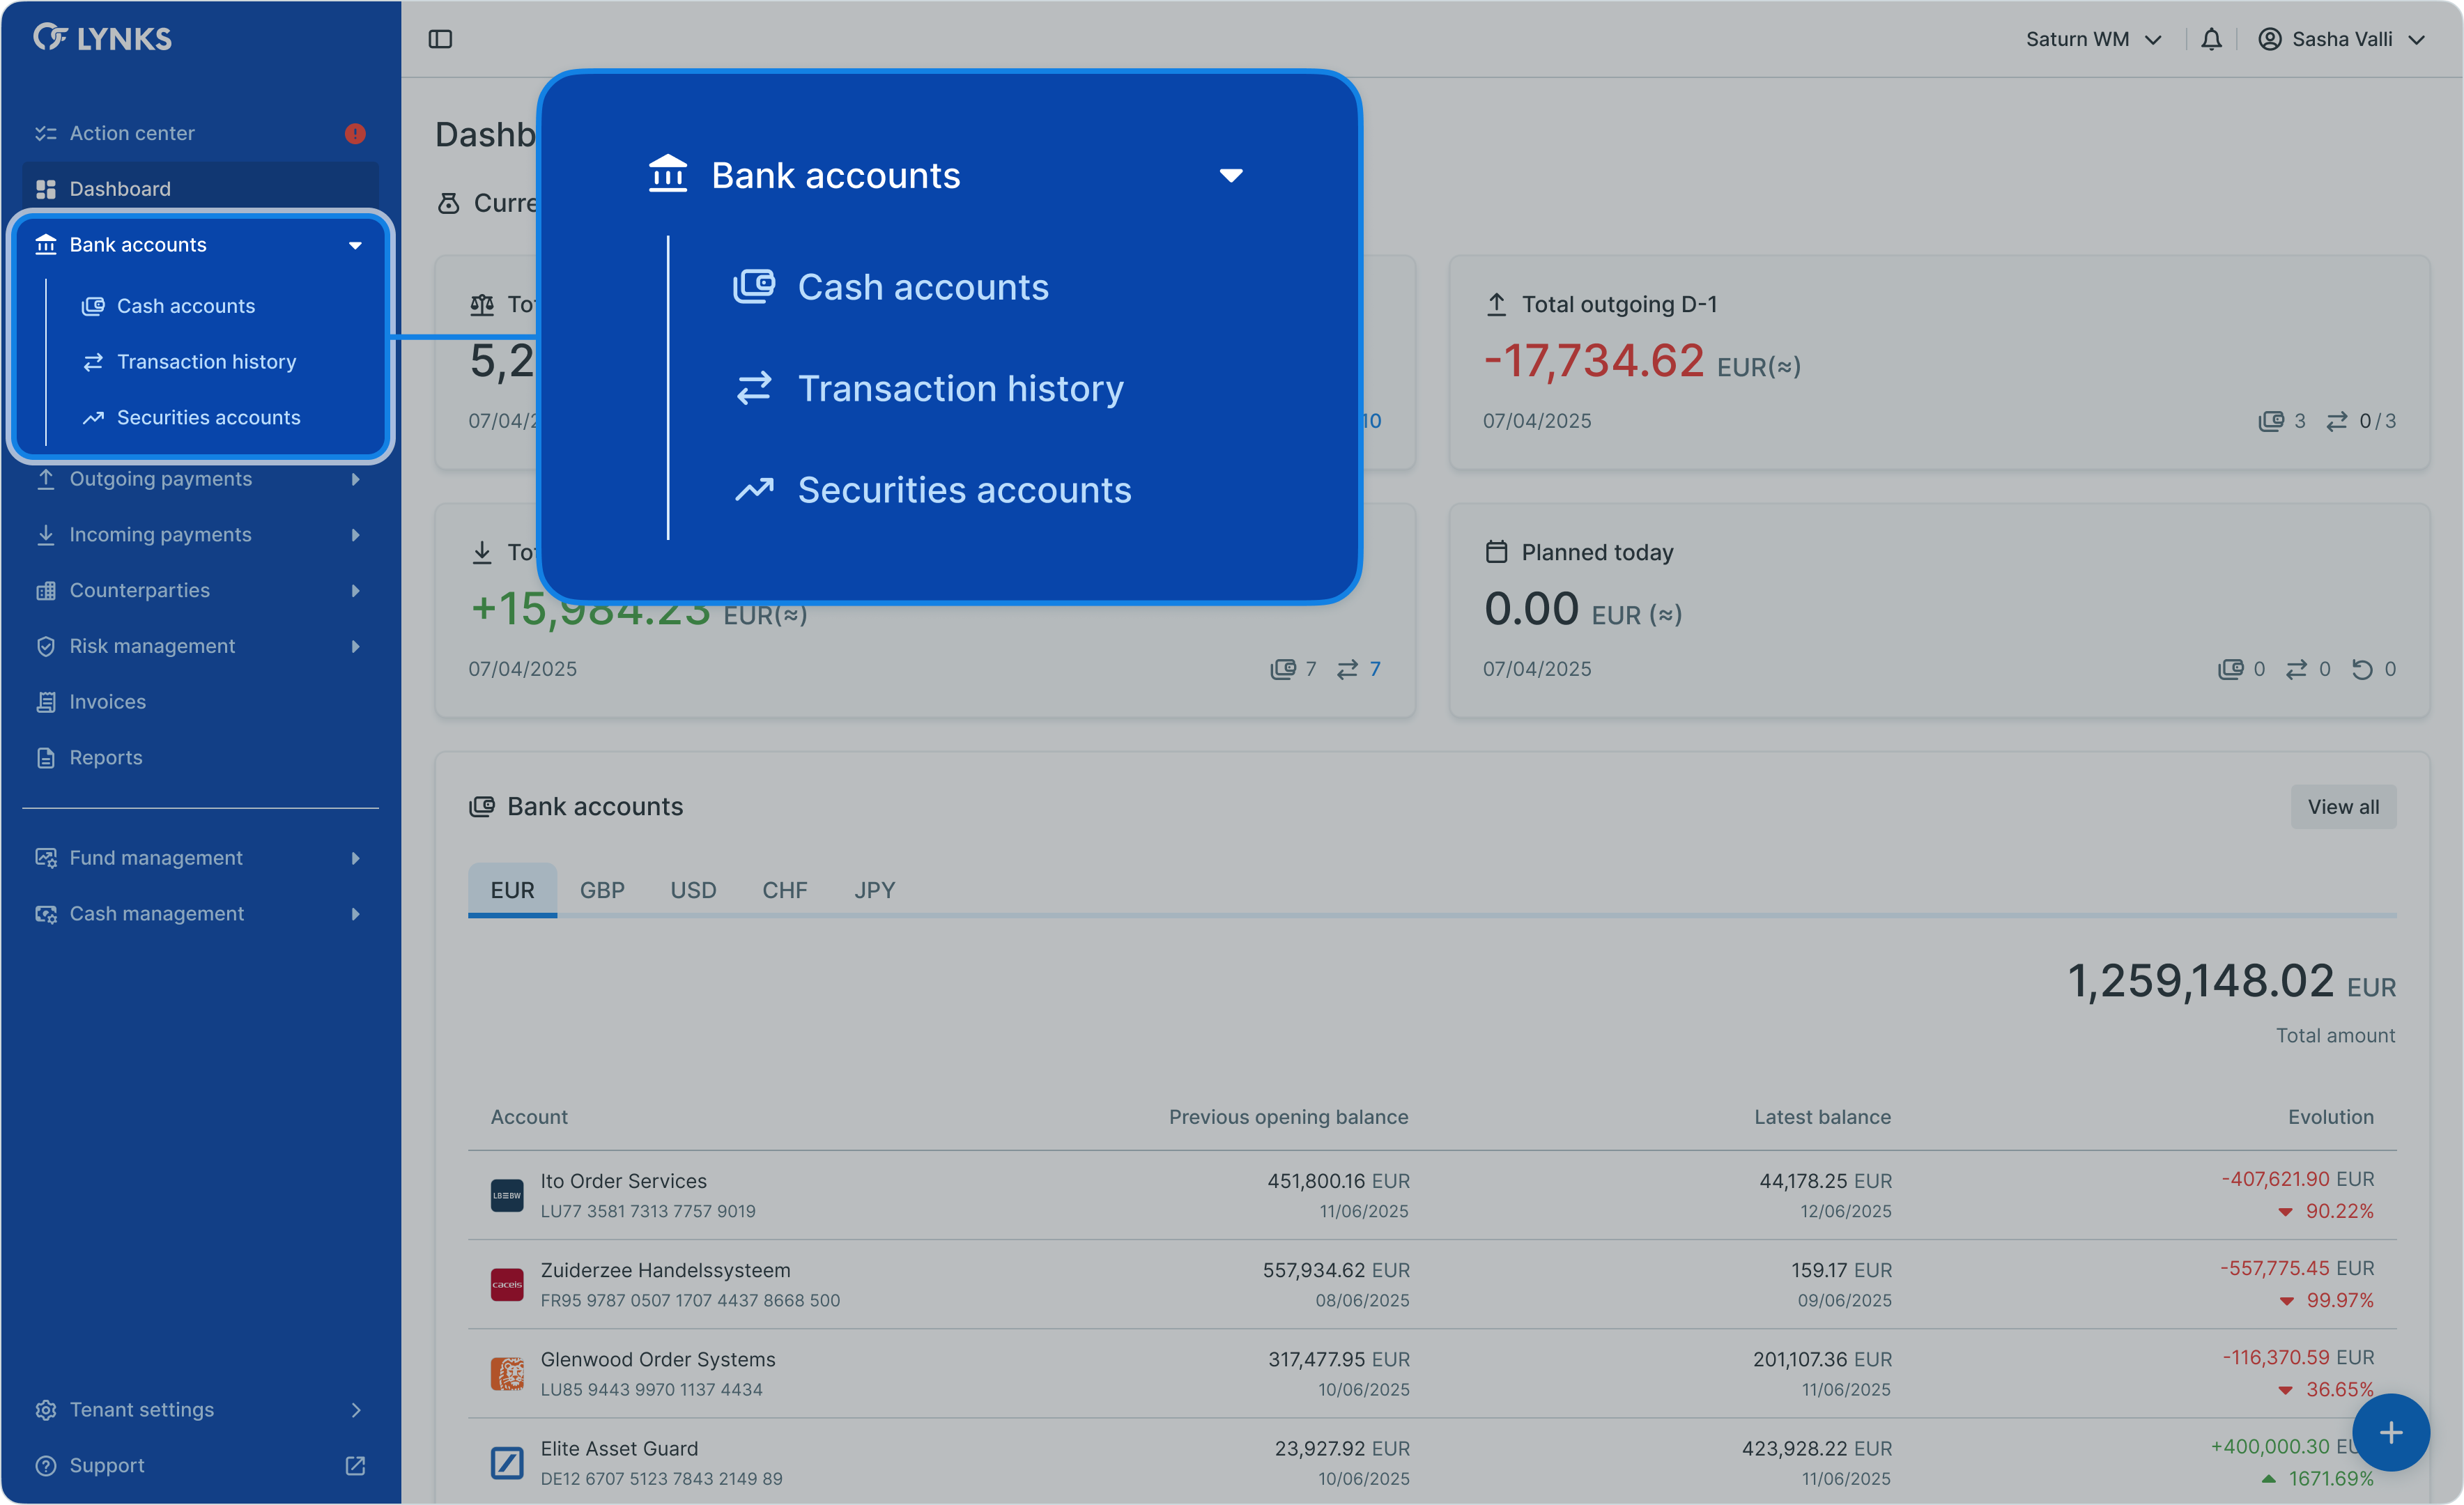 LYNKS
Saturn WM
Sasha Valli
Action center
Dashboard
Bank accounts
Cash accounts
Transaction history
Securities accounts
Outgoing payments
Incoming payments
Counterparties
Risk management
Invoices
Reports
Fund management
Cash management
Tenant settings
Support
Bank accounts
Cash accounts
Transaction history
Securities accounts
Total outgoing D-1
-17,734.62 EUR(≈)
07/04/2025 3 0/3
10
+15,984.23 EUR(≈)
07/04/2025 7 7
Planned today
0.00 EUR (≈)
07/04/2025 0 0 0
Bank accounts
View all
EUR GBP USD CHF JPY
1,259,148.02 EUR
Total amount
Account Previous opening balance Latest balance Evolution
Ito Order Services 451,800.16 EUR 44,178.25 EUR -407,621.90 EUR
LU77 3581 7313 7757 9019 11/06/2025 12/06/2025 90.22%
LB≡BW
Zuiderzee Handelssysteem 557,934.62 EUR 159.17 EUR -557,775.45 EUR
FR95 9787 0507 1707 4437 8668 500 08/06/2025 09/06/2025 99.97%
caceis
Glenwood Order Systems 317,477.95 EUR 201,107.36 EUR -116,370.59 EUR
LU85 9443 9970 1137 4434 10/06/2025 11/06/2025 36.65%
Elite Asset Guard 23,927.92 EUR 423,928.22 EUR +400,000.30
DE12 6707 5123 7843 2149 89 10/06/2025 11/06/2025 1671.69%